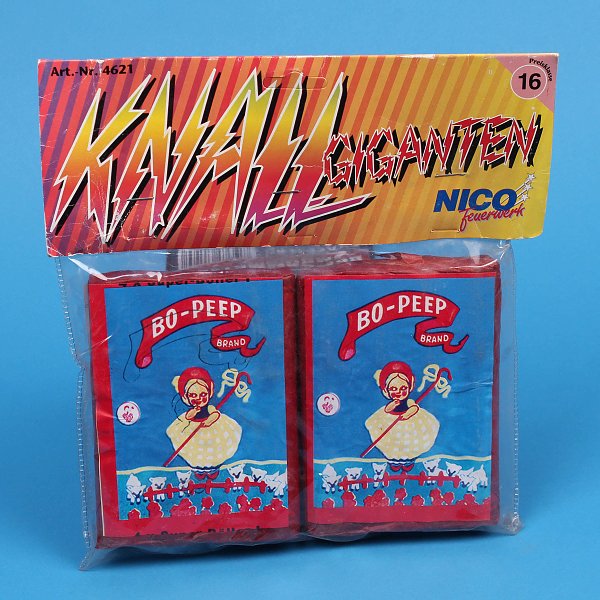 Art.-Nr. 4621
Preisklasse
16
KNALL
GIGANTEN
NICO
feuerwerk
BO-PEEP
BRAND
BO-PEEP
BRAND